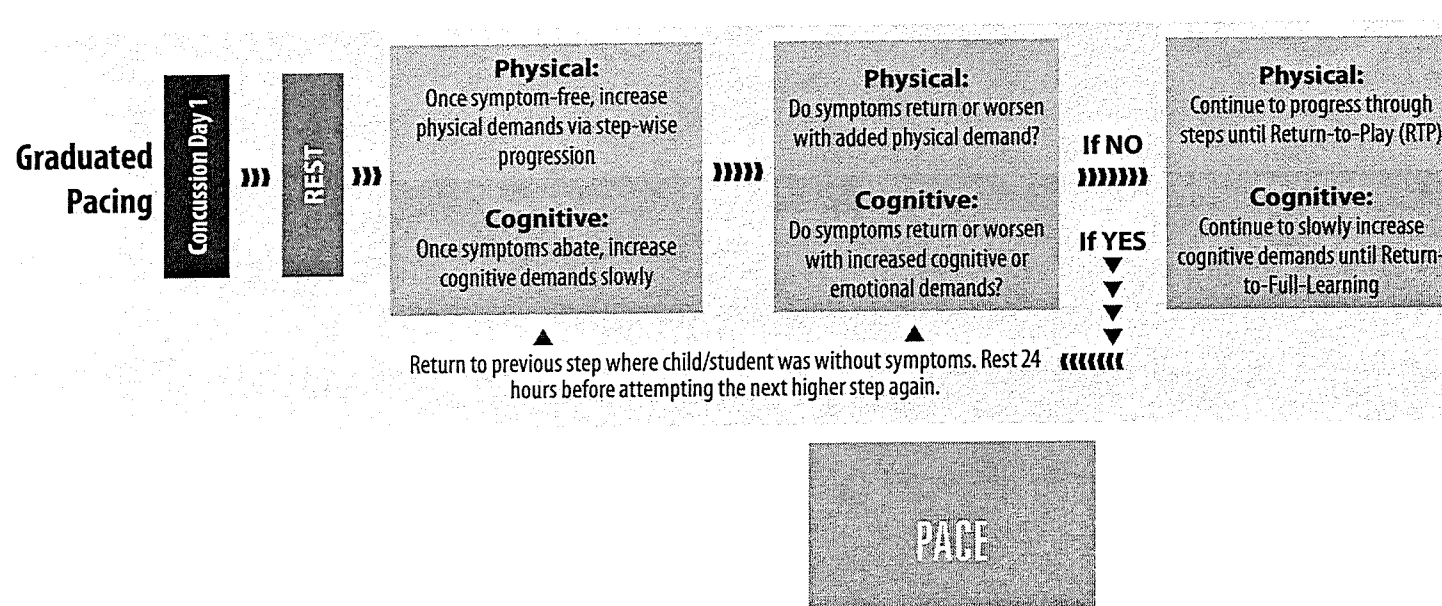 Graduated
Pacing
Concussion Day 1
REST
Physical:
Once symptom-free, increase
physical demands via step-wise
progression
Cognitive:
Once symptoms abate, increase
cognitive demands slowly
Physical:
Do symptoms return or worsen
with added physical demand?
Cognitive:
Do symptoms return or worsen
with increased cognitive or
emotional demands?
If NO
If YES
Physical:
Continue to progress through
steps until Return-to-Play (RTP)
Cognitive:
Continue to slowly increase
cognitive demands until Return-
to-Full-Learning
Return to previous step where child/student was without symptoms. Rest 24
hours before attempting the next higher step again.
PACE